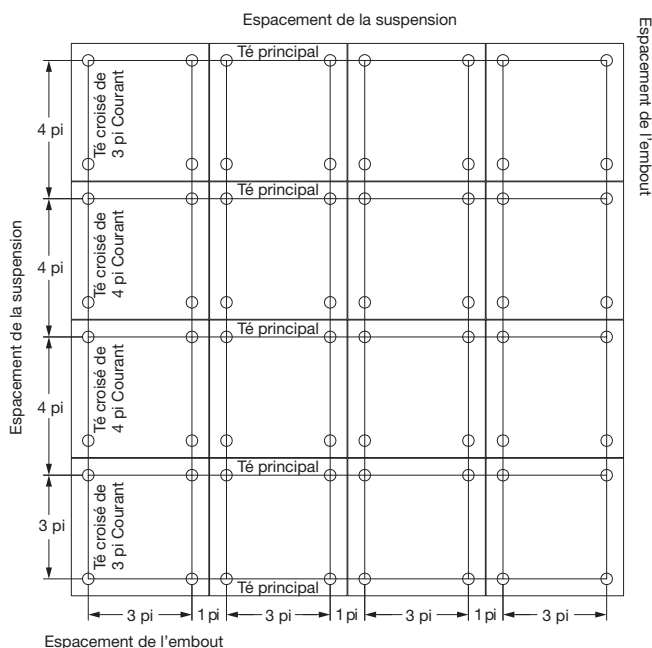 Espacement de la suspension
Espacement de l'embout
Té principal
4 pi
Té croisé de
3 pi Courant
Té principal
Espacement de la suspension
4 pi
Té croisé de
4 pi Courant
Té principal
4 pi
Té croisé de
4 pi Courant
Té principal
3 pi
Té croisé de
3 pi Courant
Té principal
3 pi 1 pi 3 pi 1 pi 3 pi 1 pi 3 pi
Espacement de l'embout